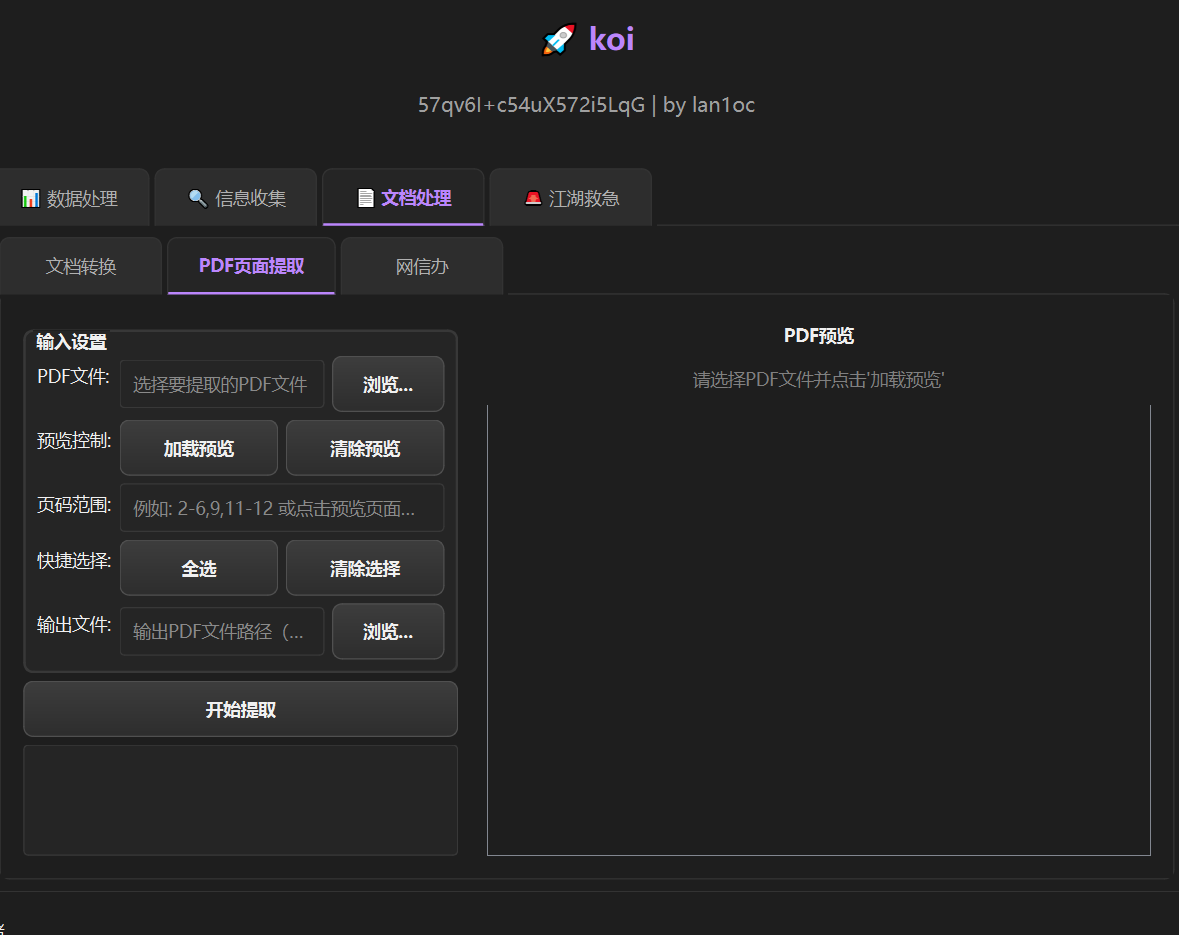 🚀 koi
57qv6I+c54uX572i5LqG | by lan1oc
📊 数据处理 🔍 信息收集 📄 文档处理 🚨 江湖救急
文档转换 PDF页面提取 网信办
输入设置
PDF文件: 选择要提取的PDF文件 浏览...
预览控制: 加载预览 清除预览
页码范围: 例如: 2-6,9,11-12 或点击预览页面...
快捷选择: 全选 清除选择
输出文件: 输出PDF文件路径（... 浏览...
开始提取
PDF预览
请选择PDF文件并点击'加载预览'